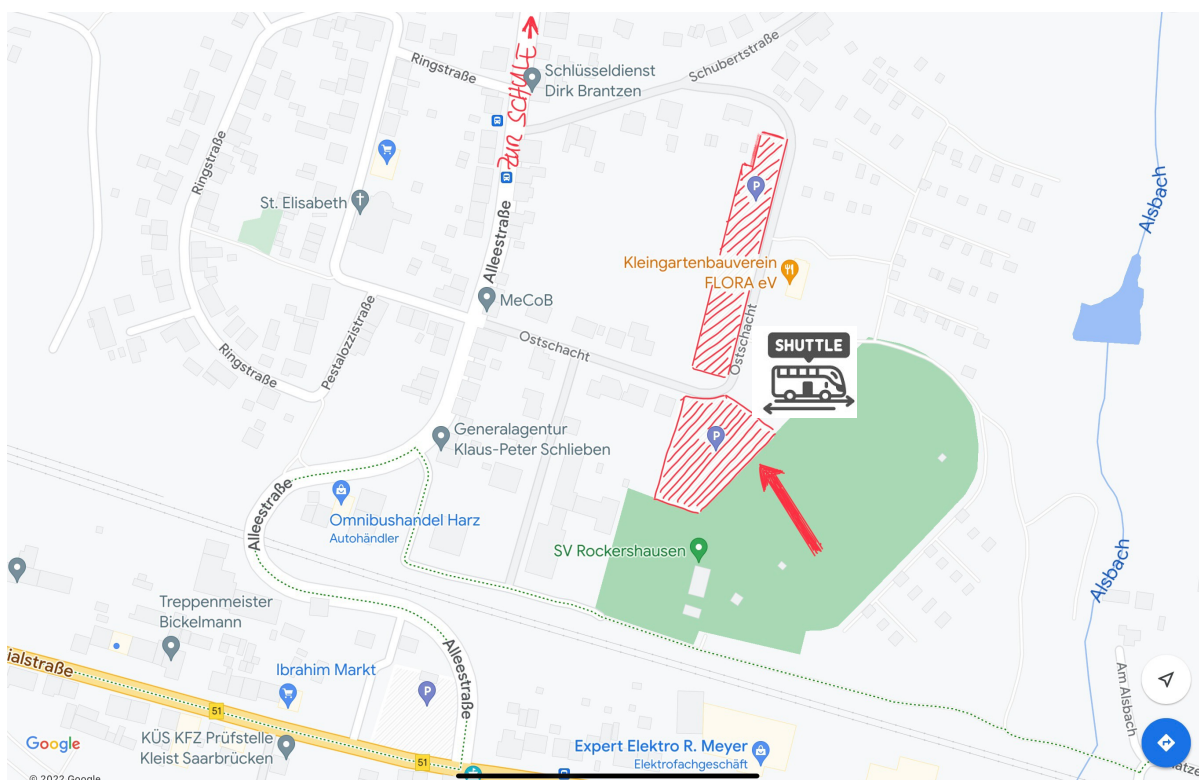 ZUR SCHULE
Ringstraße
Schlüsseldienst
Dirk Brantzen
Schubertstraße
Ringstraße
St. Elisabeth
Alleestraße
P
Alsbach
Kleingartenbauverein
FLORA eV
MeCoB
Ostschacht
Ostschacht
SHUTTLE
Ringstraße
Pestalozzistraße
Generalagentur
Klaus-Peter Schlieben
P
Alleestraße
Omnibushandel Harz
Autohändler
SV Rockershausen
Alsbach
Treppenmeister
Bickelmann
ialstraße
Ibrahim Markt
P
Alleestraße
Am Alsbach
51
51
KÜS KFZ Prüfstelle
Kleist Saarbrücken
Expert Elektro R. Meyer
Elektrofachgeschäft
Google
© 2022 Google